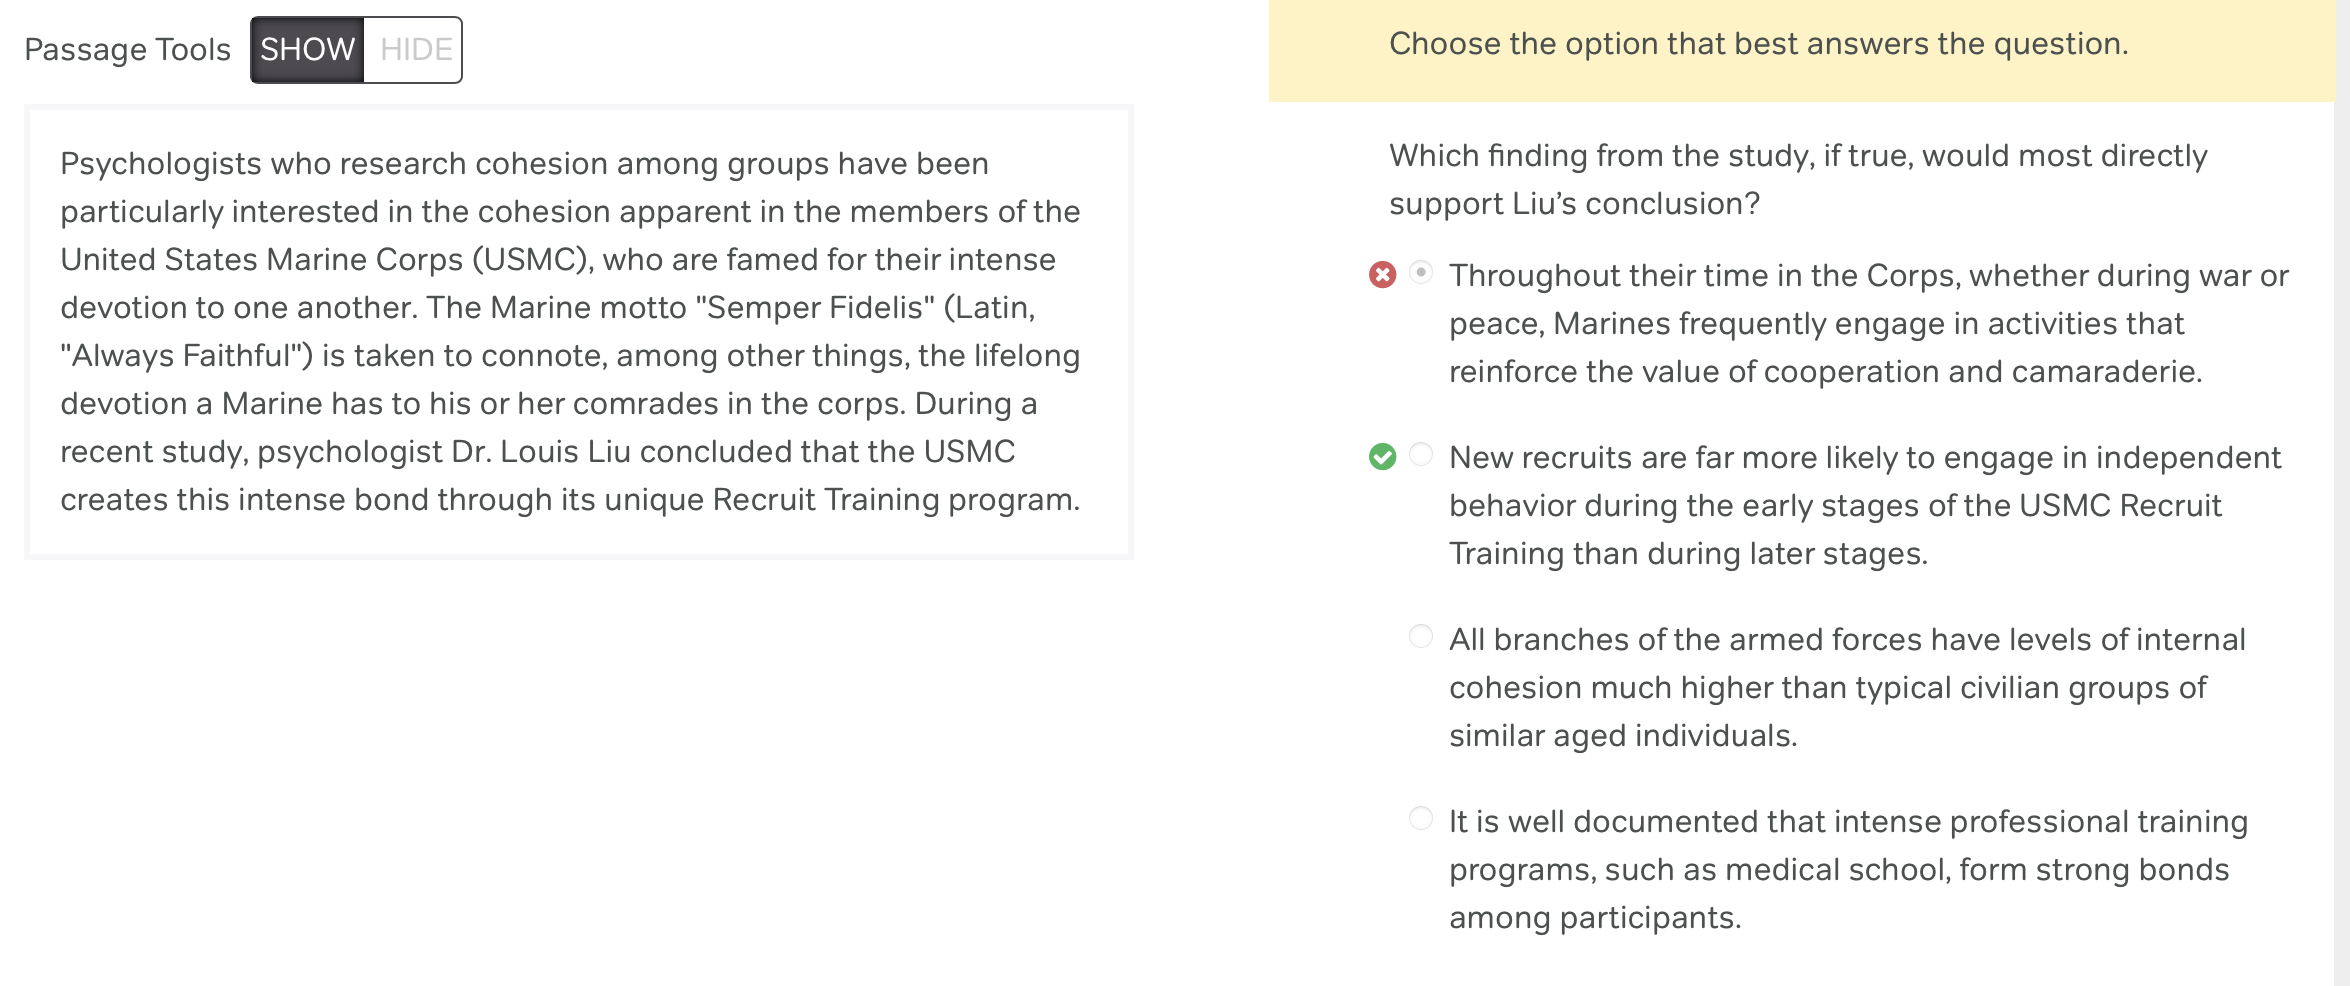 Passage Tools SHOW HIDE
Psychologists who research cohesion among groups have been
particularly interested in the cohesion apparent in the members of the
United States Marine Corps (USMC), who are famed for their intense
devotion to one another. The Marine motto "Semper Fidelis" (Latin,
"Always Faithful") is taken to connote, among other things, the lifelong
devotion a Marine has to his or her comrades in the corps. During a
recent study, psychologist Dr. Louis Liu concluded that the USMC
creates this intense bond through its unique Recruit Training program.
Choose the option that best answers the question.
Which finding from the study, if true, would most directly
support Liu’s conclusion?
Throughout their time in the Corps, whether during war or
peace, Marines frequently engage in activities that
reinforce the value of cooperation and camaraderie.
New recruits are far more likely to engage in independent
behavior during the early stages of the USMC Recruit
Training than during later stages.
All branches of the armed forces have levels of internal
cohesion much higher than typical civilian groups of
similar aged individuals.
It is well documented that intense professional training
programs, such as medical school, form strong bonds
among participants.